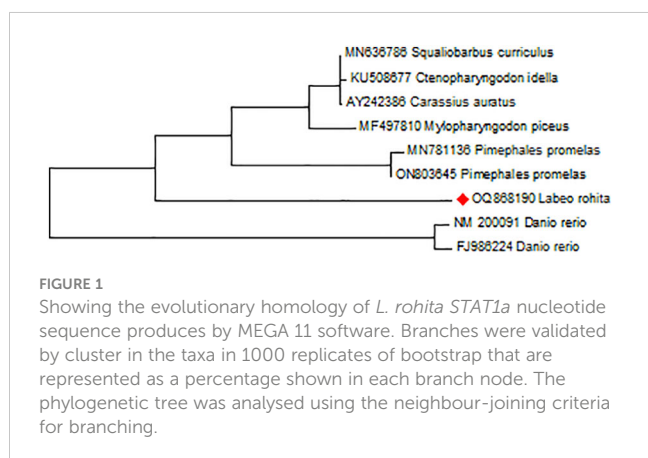 MN636786 Squaliobarbus curriculus
KU508677 Ctenopharyngodon idella
AY242386 Carassius auratus
MF497810 Mylopharyngodon piceus
MN781136 Pimephales promelas
ON803645 Pimephales promelas
OQ868190 Labeo rohita
NM 200091 Danio rerio
FJ986224 Danio rerio
FIGURE 1
Showing the evolutionary homology of L. rohita STAT1a nucleotide
sequence produces by MEGA 11 software. Branches were validated
by cluster in the taxa in 1000 replicates of bootstrap that are
represented as a percentage shown in each branch node. The
phylogenetic tree was analysed using the neighbour-joining criteria
for branching.